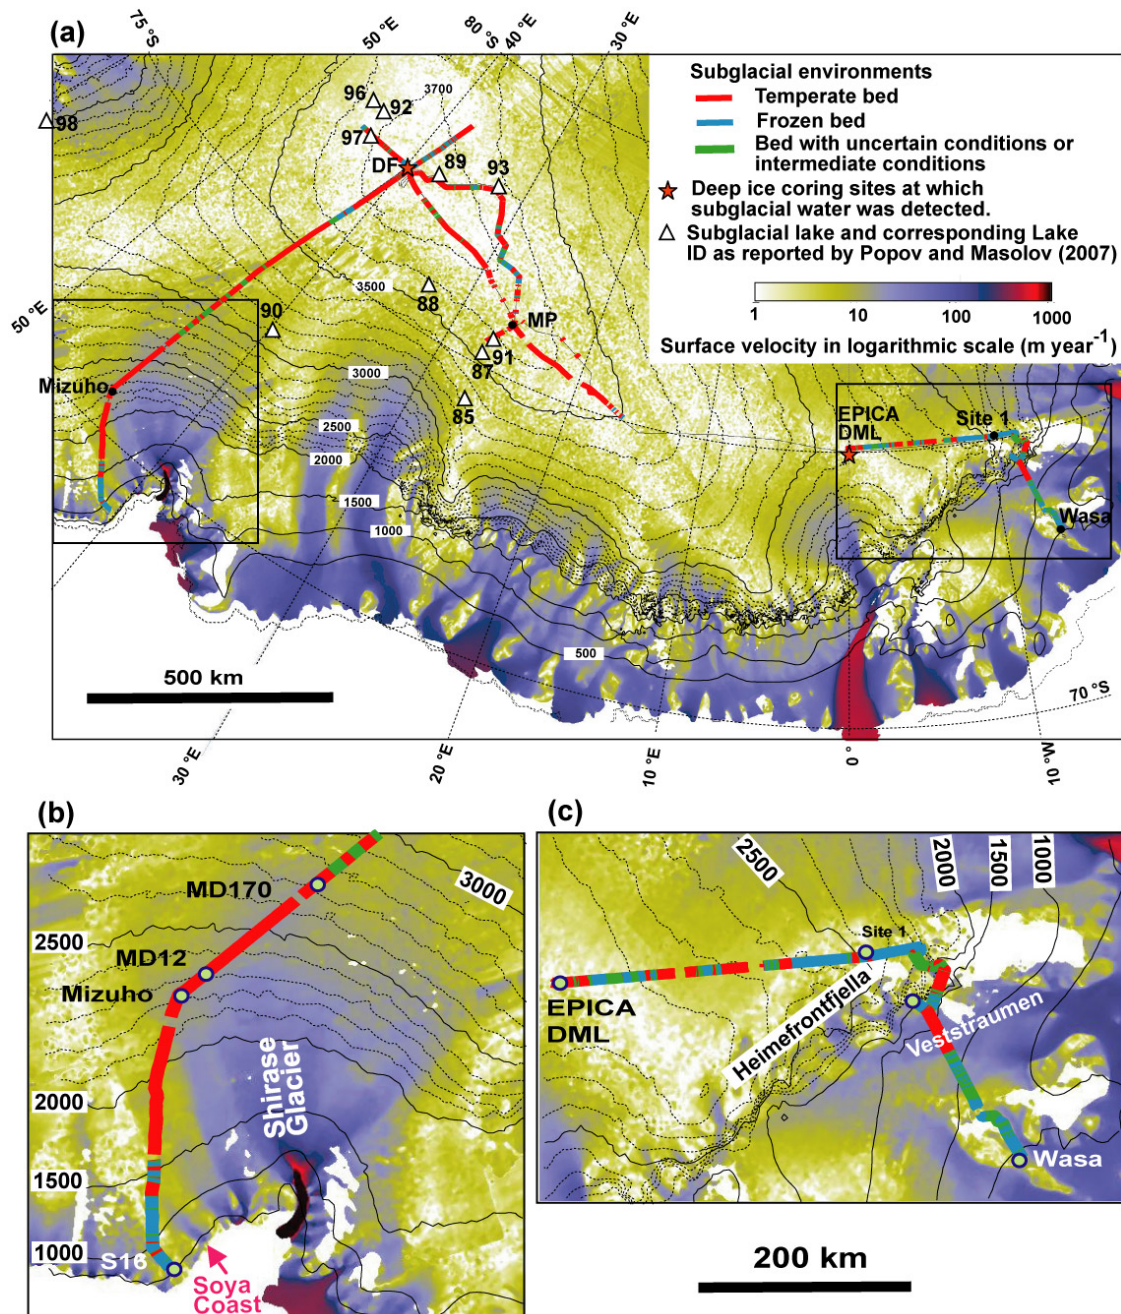 (a)
75 °S
50 °E
80 °S
40 °E
30 °E
Subglacial environments
Temperate bed
Frozen bed
Bed with uncertain conditions or
intermediate conditions
Deep ice coring sites at which
subglacial water was detected.
Subglacial lake and corresponding Lake
ID as reported by Popov and Masolov (2007)
1 10 100 1000
Surface velocity in logarithmic scale (m year-1)
96
92
3700
98
97
DF
89
93
3500
88
50 °E
90
MP
91
87
3000
Mizuho
85
2500
2000
1500
1000
EPICA
DML
Site 1
Wasa
500
500 km
70 °S
30 °E
20 °E
10 °E
0 °
10 °W
(b)
MD170
3000
2500
MD12
Mizuho
Shirase
Glacier
2000
1500
1000
S16
Soya
Coast
(c)
2500
2000
1500
1000
Site 1
EPICA
DML
Heimefrontfjella
Veststraumen
Wasa
200 km